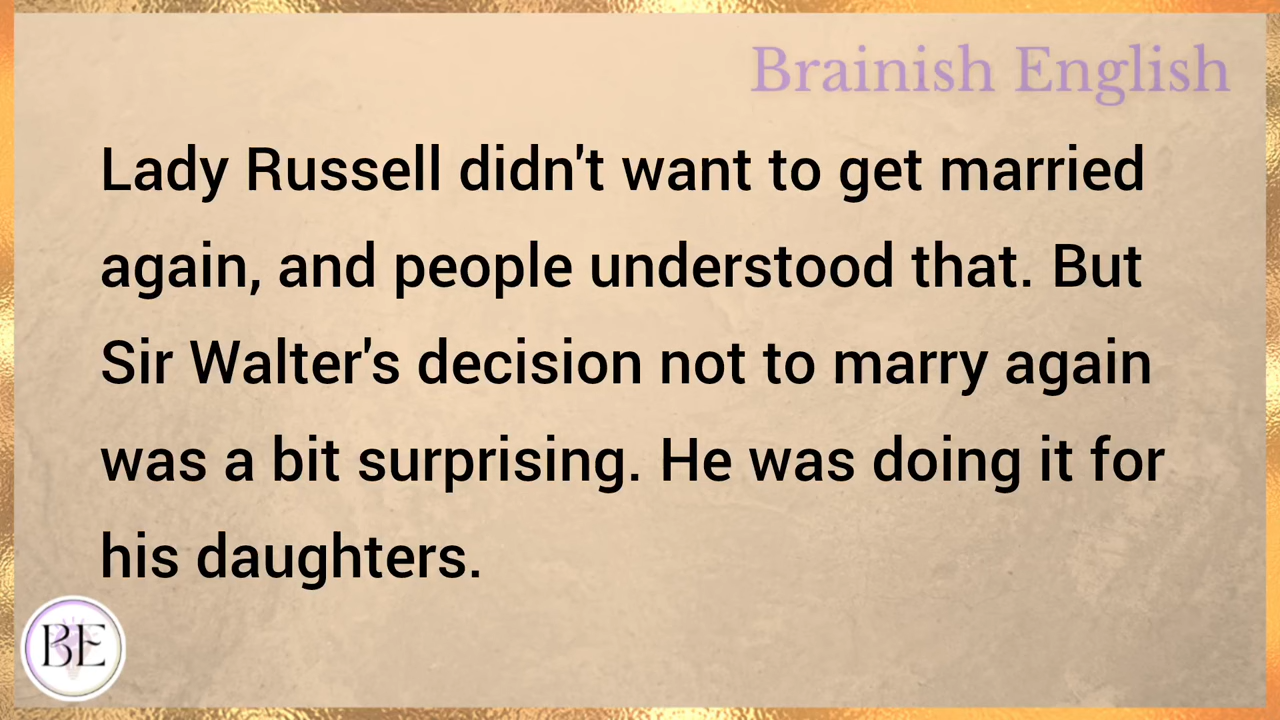 Brainish English
Lady Russell didn't want to get married
again, and people understood that. But
Sir Walter's decision not to marry again
was a bit surprising. He was doing it for
his daughters.
BE